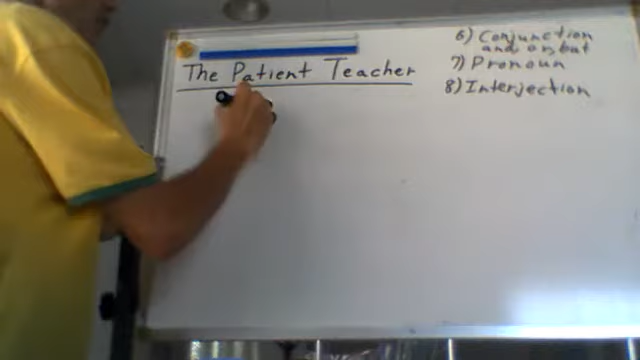 The Patient Teacher
6) Conjunction
and or, but
7) Pronoun
8) Interjection